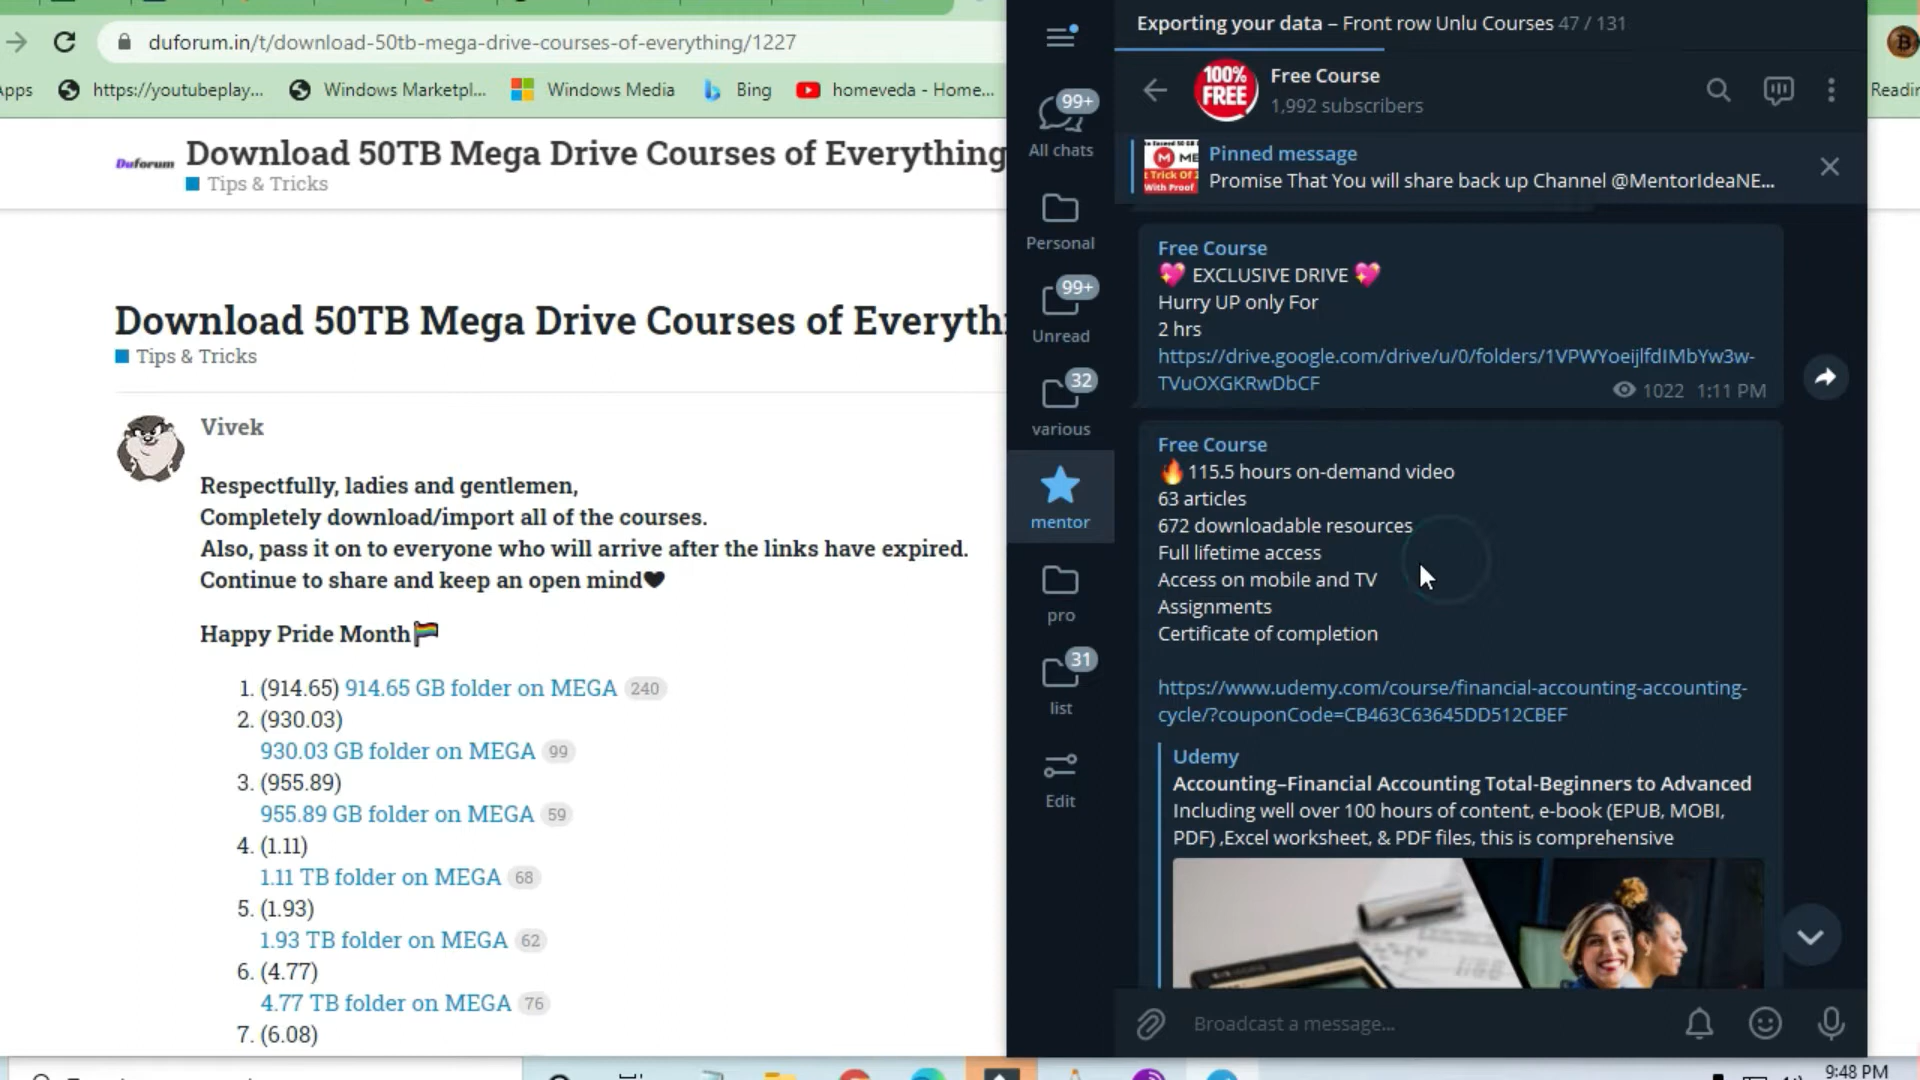 duforum.in/t/download-50tb-mega-drive-courses-of-everything/1227
https://youtubeplay...
Windows Marketpl...
Windows Media
Bing
homeveda - Home...
Duforum
Download 50TB Mega Drive Courses of Everything
Tips & Tricks
Tips & Tricks
Vivek
Respectfully, ladies and gentlemen,
Completely download/import all of the courses.
Also, pass it on to everyone who will arrive after the links have expired.
Continue to share and keep an open mind🖤
Happy Pride Month🏳️‍🌈
1. (914.65) 914.65 GB folder on MEGA 240
2. (930.03)
930.03 GB folder on MEGA 99
3. (955.89)
955.89 GB folder on MEGA 59
4. (1.11)
1.11 TB folder on MEGA 68
5. (1.93)
1.93 TB folder on MEGA 62
6. (4.77)
4.77 TB folder on MEGA 76
7. (6.08)
Exporting your data – Front row Unlu Courses 47 / 131
99+
All chats
Personal
99+
Unread
32
various
mentor
pro
31
list
Edit
100% FREE
Free Course
1,992 subscribers
Pinned message
Promise That You will share back up Channel @MentorIdeaNE...
Free Course
💖 EXCLUSIVE DRIVE 💖
Hurry UP only For
2 hrs
https://drive.google.com/drive/u/0/folders/1VPWYoeijlfdIMbYw3w-
TVuOXGKRwDbCF
1022 1:11 PM
Free Course
🔥115.5 hours on-demand video
63 articles
672 downloadable resources
Full lifetime access
Access on mobile and TV
Assignments
Certificate of completion
https://www.udemy.com/course/financial-accounting-accounting-
cycle/?couponCode=CB463C63645DD512CBEF
Udemy
Accounting–Financial Accounting Total-Beginners to Advanced
Including well over 100 hours of content, e-book (EPUB, MOBI,
PDF) ,Excel worksheet, & PDF files, this is comprehensive
Broadcast a message...
9:48 PM